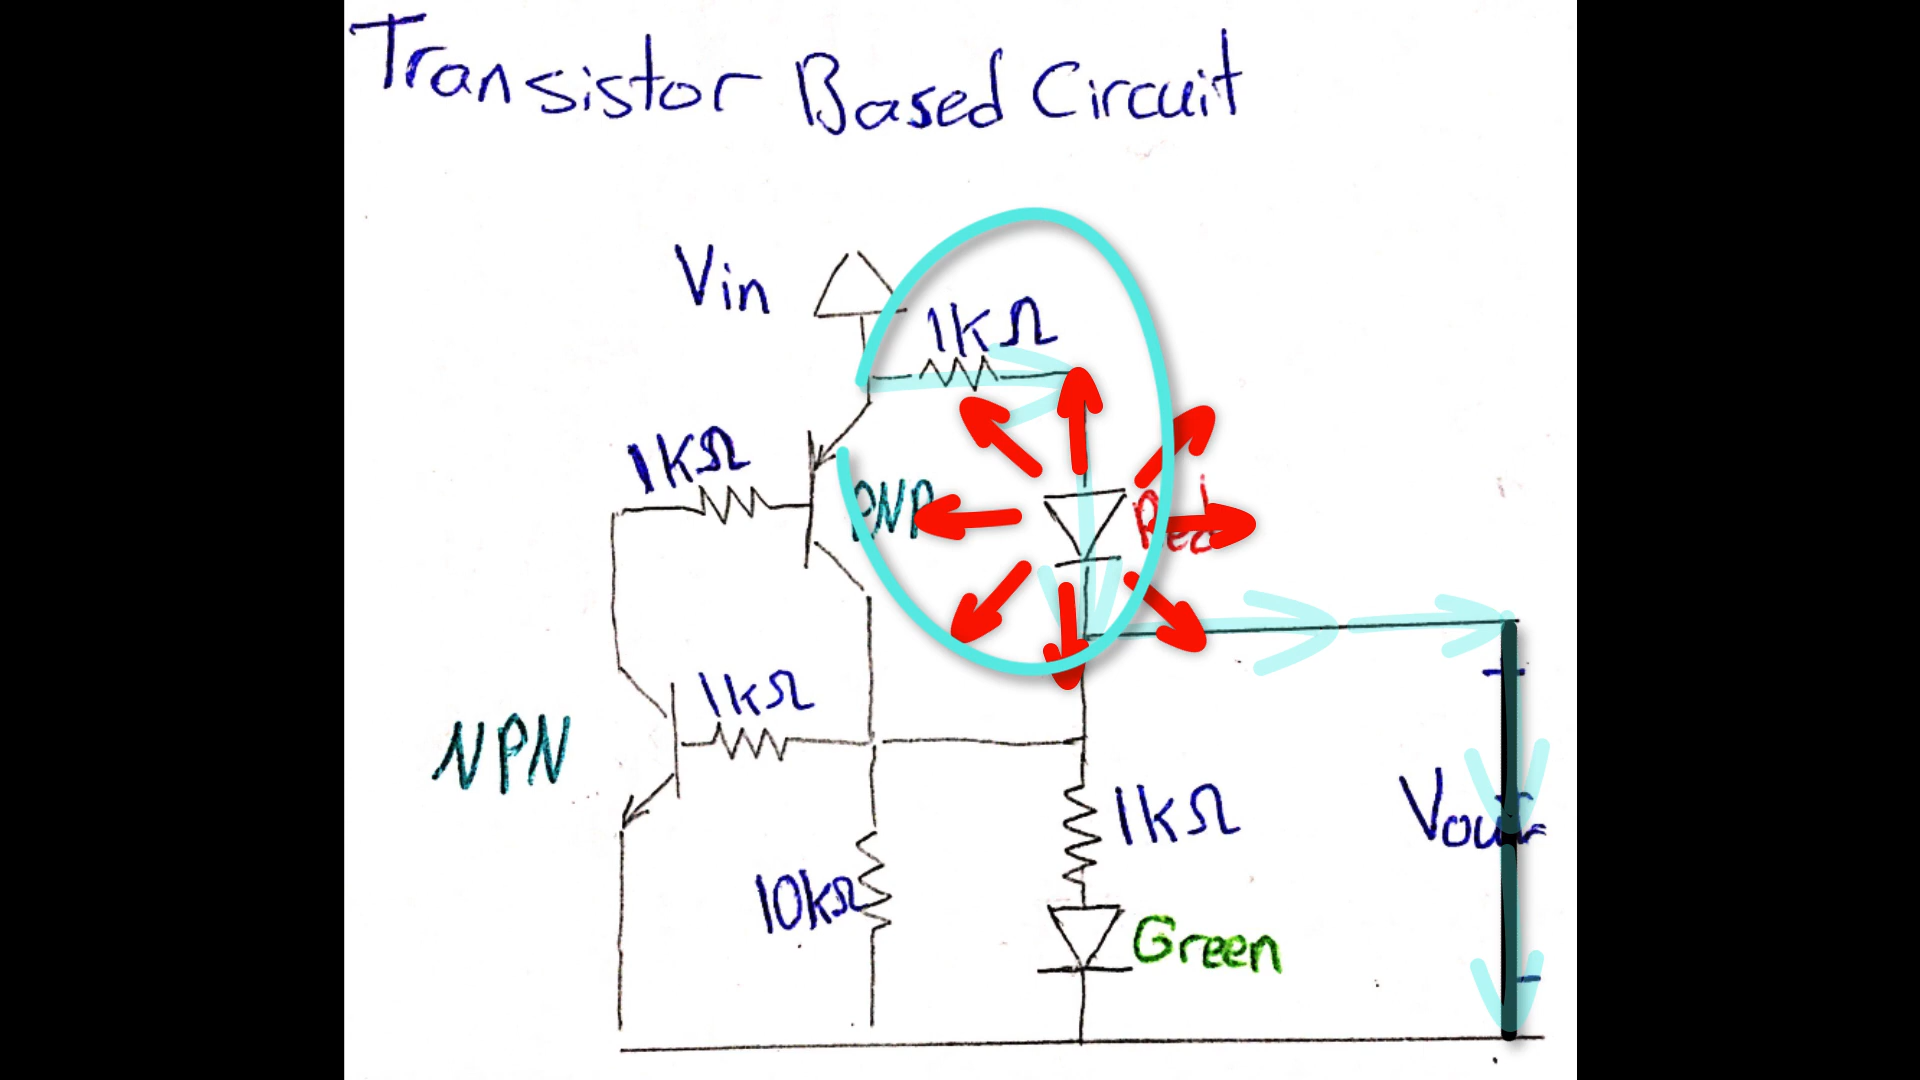 Transistor Based Circuit
Vin
1kΩ
1kΩ
PNP
Red
+
1kΩ
NPN
1kΩ
Vout
10kΩ
Green
-